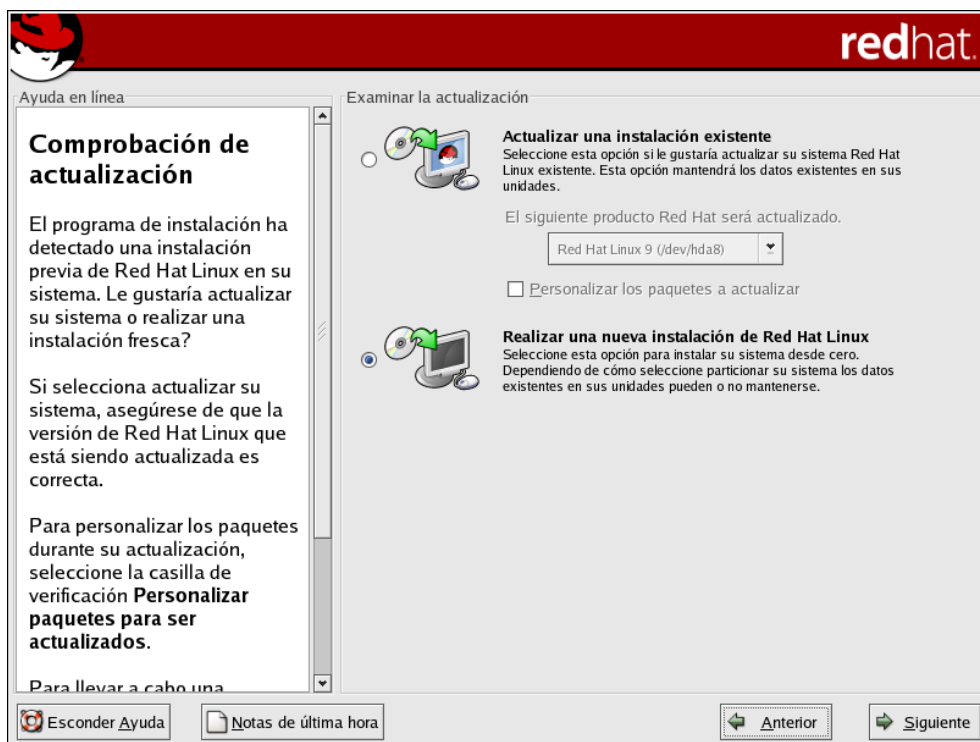 redhat.
Ayuda en línea
Comprobación de
actualización
El programa de instalación ha
detectado una instalación
previa de Red Hat Linux en su
sistema. Le gustaría actualizar
su sistema o realizar una
instalación fresca?
Si selecciona actualizar su
sistema, asegúrese de que la
versión de Red Hat Linux que
está siendo actualizada es
correcta.
Para personalizar los paquetes
durante su actualización,
seleccione la casilla de
verificación Personalizar
paquetes para ser
actualizados.
Para llevar a cabo una
Examinar la actualización
Actualizar una instalación existente
Seleccione esta opción si le gustaría actualizar su sistema Red Hat
Linux existente. Esta opción mantendrá los datos existentes en sus
unidades.
El siguiente producto Red Hat será actualizado.
Red Hat Linux 9 (/dev/hda8)
Personalizar los paquetes a actualizar
Realizar una nueva instalación de Red Hat Linux
Seleccione esta opción para instalar su sistema desde cero.
Dependiendo de cómo seleccione particionar su sistema los datos
existentes en sus unidades pueden o no mantenerse.
Esconder Ayuda
Notas de última hora
Anterior
Siguiente